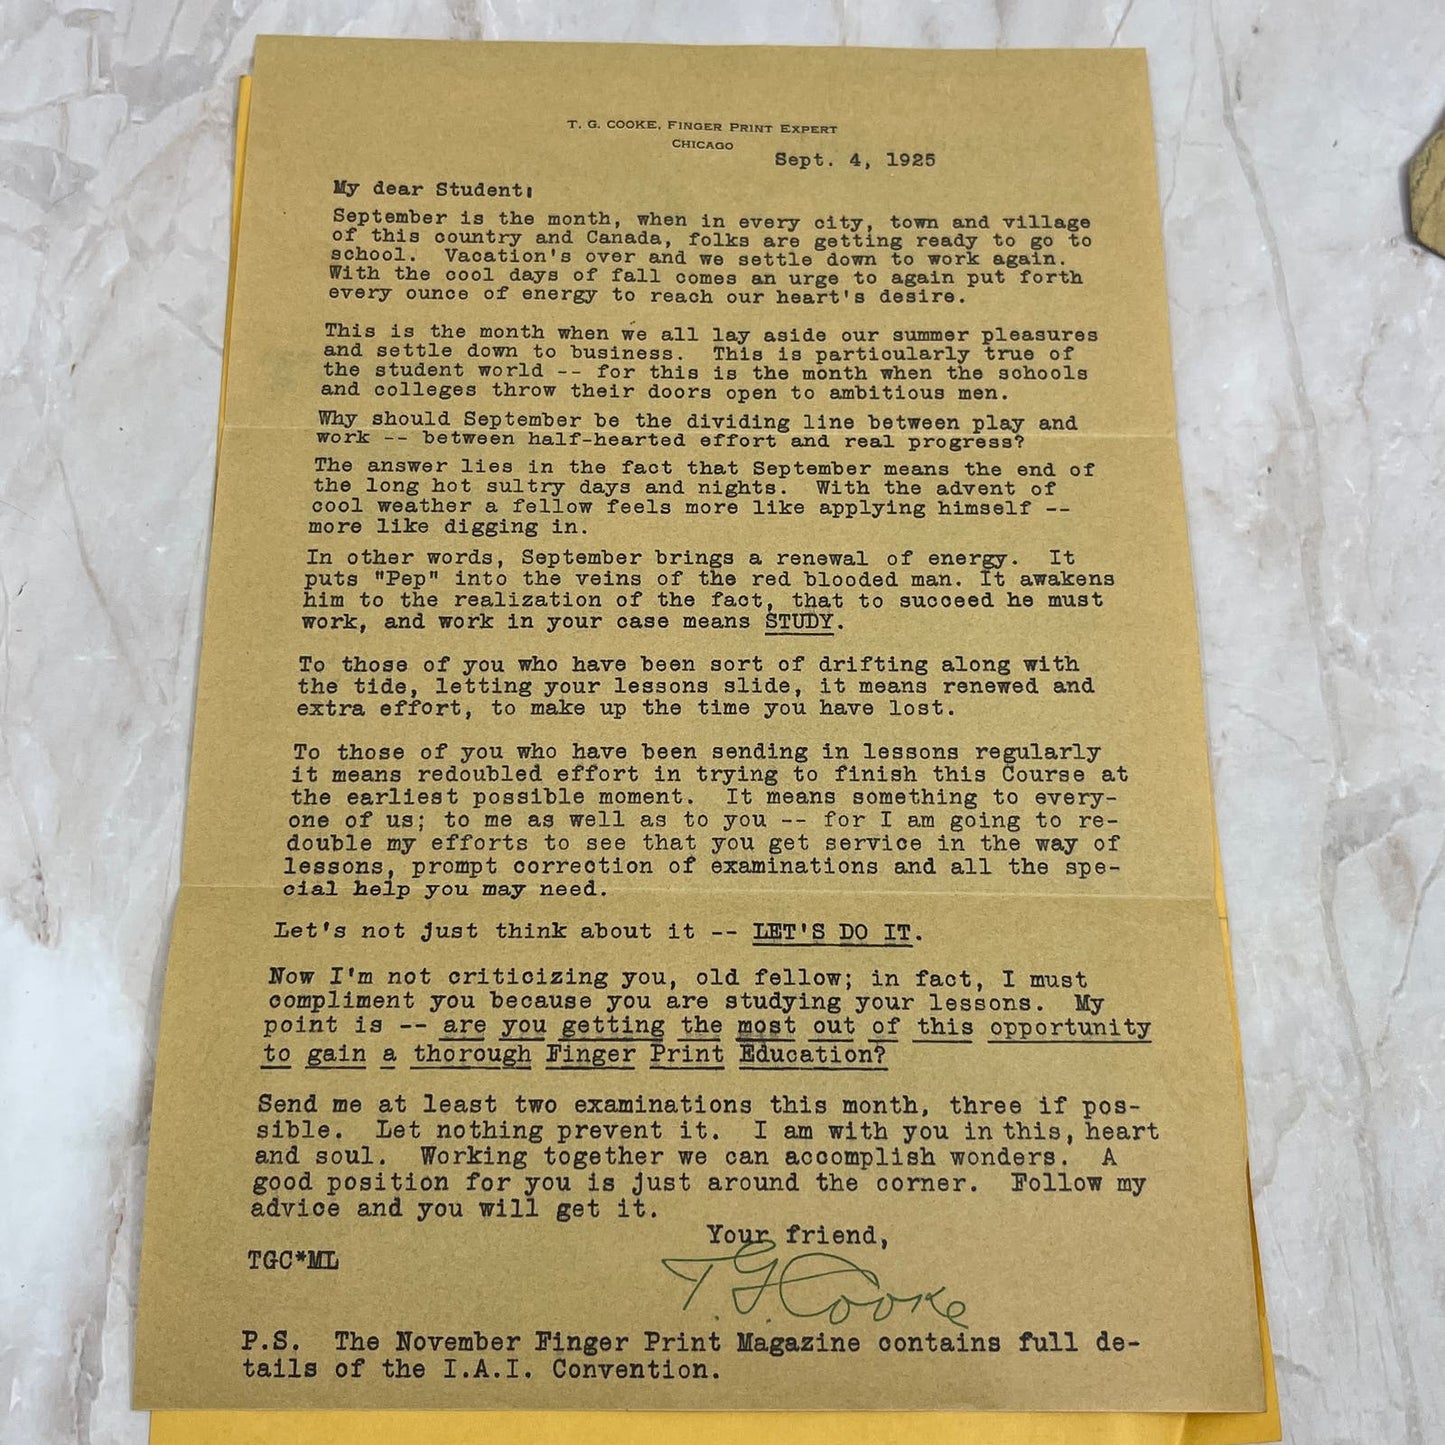 T. G. COOKE, FINGER PRINT EXPERT
CHICAGO
Sept. 4, 1925
My dear Student:
September is the month, when in every city, town and village
of this country and Canada, folks are getting ready to go to
school. Vacation's over and we settle down to work again.
With the cool days of fall comes an urge to again put forth
every ounce of energy to reach our heart's desire.
This is the month when we all lay aside our summer pleasures
and settle down to business. This is particularly true of
the student world -- for this is the month when the schools
and colleges throw their doors open to ambitious men.
Why should September be the dividing line between play and
work -- between half-hearted effort and real progress?
The answer lies in the fact that September means the end of
the long hot sultry days and nights. With the advent of
cool weather a fellow feels more like applying himself --
more like digging in.
In other words, September brings a renewal of energy. It
puts "Pep" into the veins of the red blooded man. It awakens
him to the realization of the fact, that to succeed he must
work, and work in your case means STUDY.
To those of you who have been sort of drifting along with
the tide, letting your lessons slide, it means renewed and
extra effort, to make up the time you have lost.
To those of you who have been sending in lessons regularly
it means redoubled effort in trying to finish this Course at
the earliest possible moment. It means something to every-
one of us; to me as well as to you -- for I am going to re-
double my efforts to see that you get service in the way of
lessons, prompt correction of examinations and all the spe-
cial help you may need.
Let's not just think about it -- LET'S DO IT.
Now I'm not criticizing you, old fellow; in fact, I must
compliment you because you are studying your lessons. My
point is -- are you getting the most out of this opportunity
to gain a thorough Finger Print Education?
Send me at least two examinations this month, three if pos-
sible. Let nothing prevent it. I am with you in this, heart
and soul. Working together we can accomplish wonders. A
good position for you is just around the corner. Follow my
advice and you will get it.
Your friend,
TGC*ML
T. G. Cooke
P.S. The November Finger Print Magazine contains full de-
tails of the I.A.I. Convention.